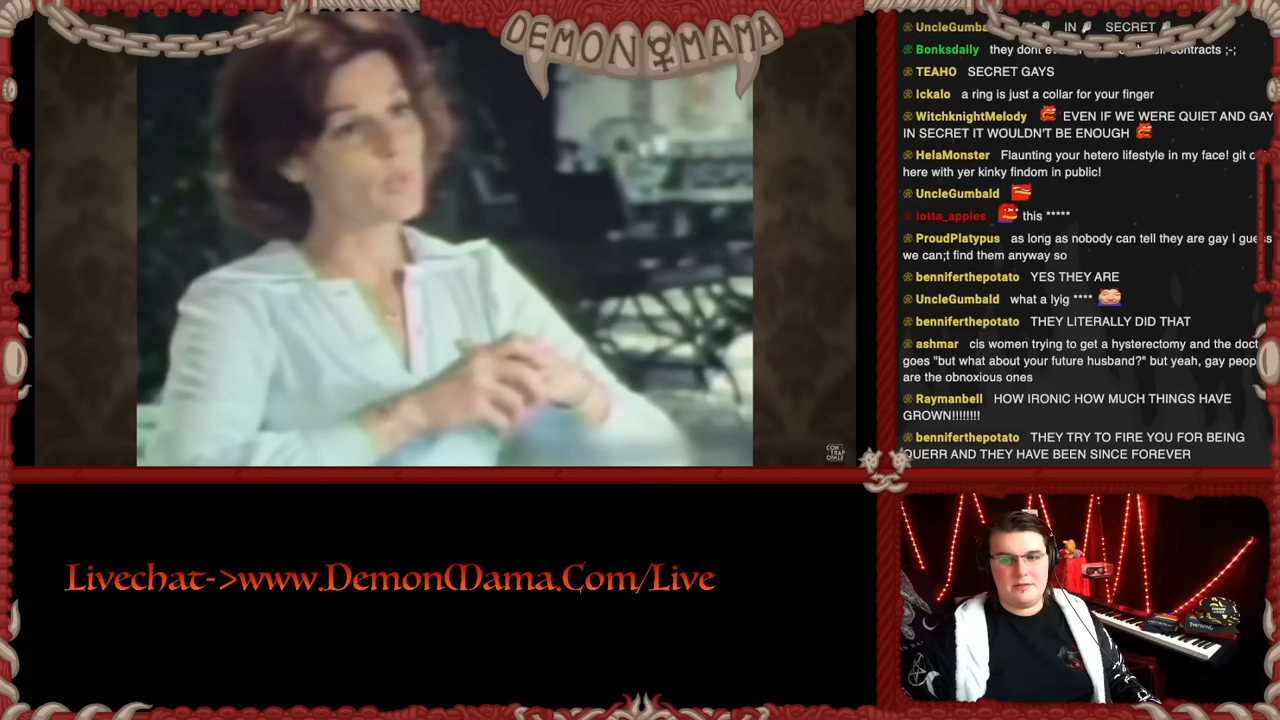 DEMON MAMA
UncleGumba
IN SECRET
Bonksdaily they dont
contracts ;-;
TEAHO SECRET GAYS
Ickalo a ring is just a collar for your finger
WitchknightMelody EVEN IF WE WERE QUIET AND GAY
IN SECRET IT WOULDN'T BE ENOUGH
HelaMonster Flaunting your hetero lifestyle in my face! git
here with yer kinky findom in public!
UncleGumbald
lotta_apples this *****
ProudPlatypus as long as nobody can tell they are gay I guess
we can;t find them anyway so
benniferthepotato YES THEY ARE
UncleGumbald what a lyig ****
benniferthepotato THEY LITERALLY DID THAT
ashmar cis women trying to get a hysterectomy and the doct
goes "but what about your future husband?" but yeah, gay peop
are the obnoxious ones
Raymanbell HOW IRONIC HOW MUCH THINGS HAVE
GROWN!!!!!!!!
benniferthepotato THEY TRY TO FIRE YOU FOR BEING
QUERR AND THEY HAVE BEEN SINCE FOREVER
CON
TRAP
Livechat->www.DemonMama.Com/Live